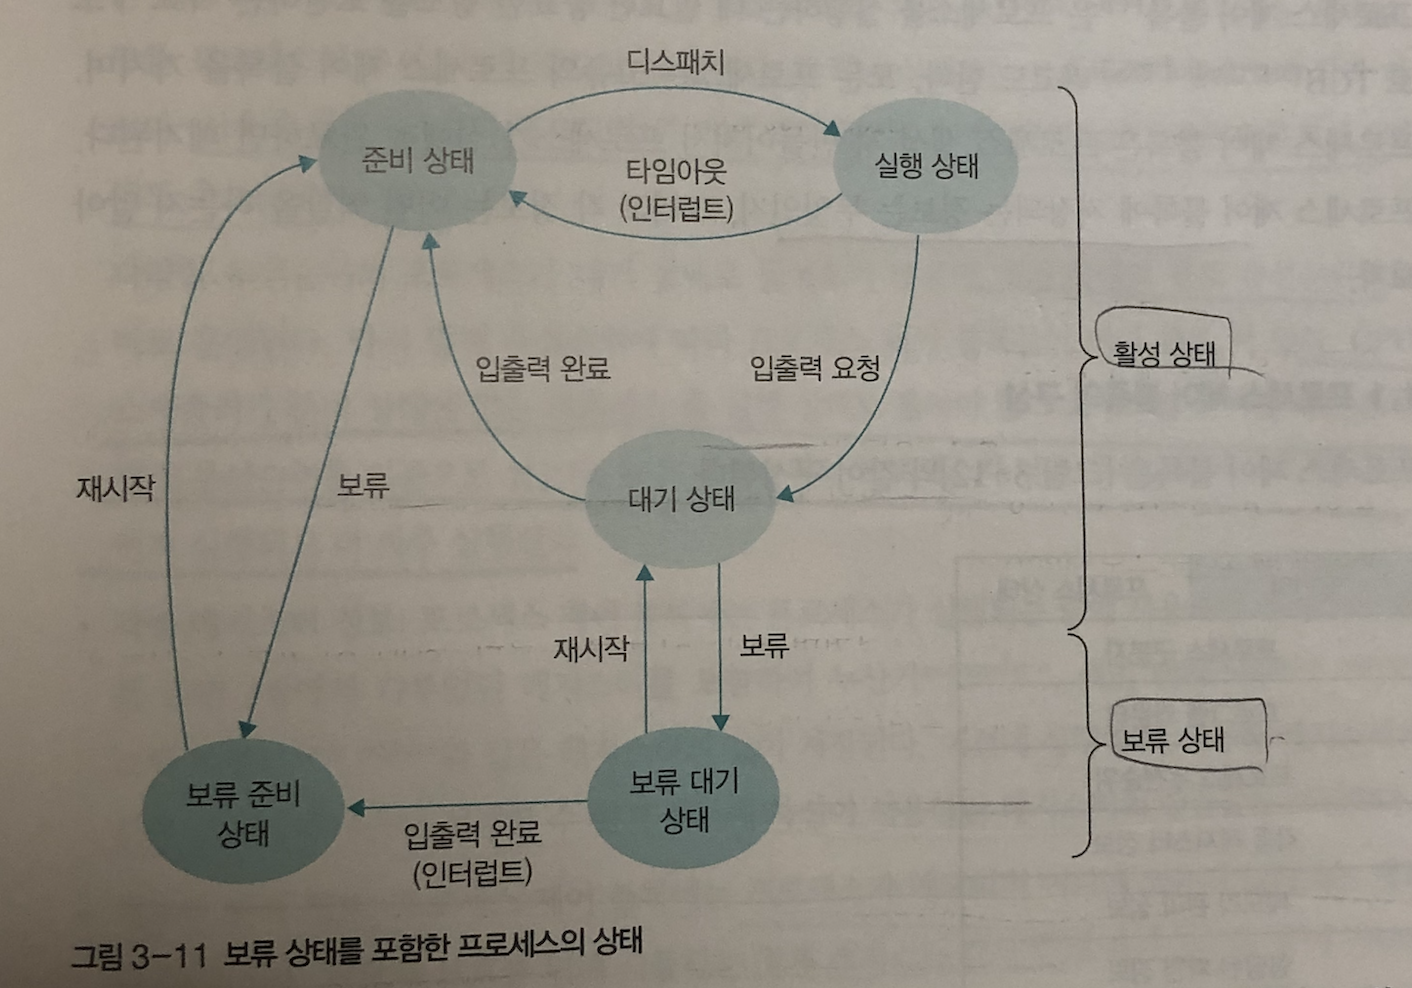 디스패치
준비 상태
실행 상태
타임아웃
(인터럽트)
활성 상태
입출력 완료
입출력 요청
재시작
보류
대기 상태
재시작
보류
보류 상태
보류 준비
상태
보류 대기
상태
입출력 완료
(인터럽트)
그림 3-11 보류 상태를 포함한 프로세스의 상태